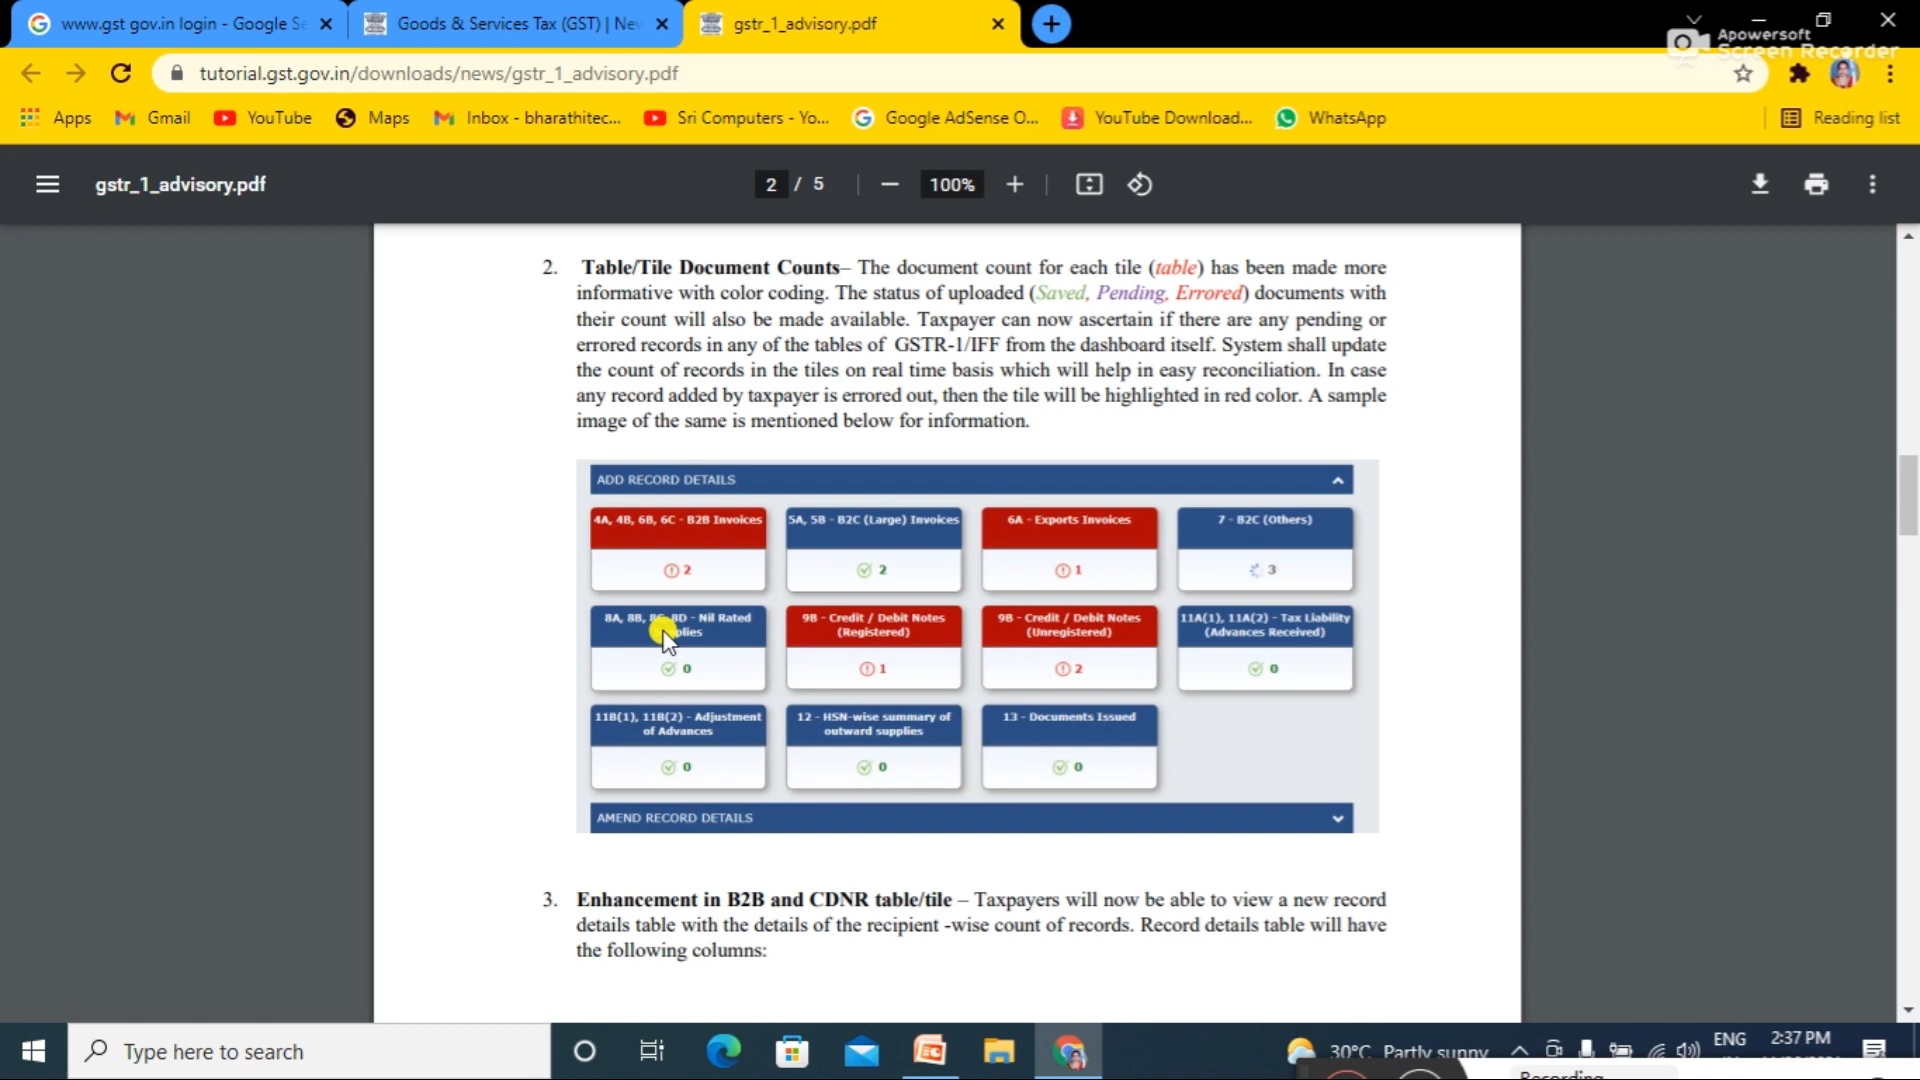 www.gst gov.in login - Google Se
Goods & Services Tax (GST) | New
gstr_1_advisory.pdf
Apowersoft
Screen Recorder
tutorial.gst.gov.in/downloads/news/gstr_1_advisory.pdf
Apps
Gmail
YouTube
Maps
Inbox - bharathitec...
Sri Computers - Yo...
Google AdSense O...
YouTube Download...
WhatsApp
Reading list
gstr_1_advisory.pdf
2 / 5
100%
2. Table/Tile Document Counts– The document count for each tile (table) has been made more
informative with color coding. The status of uploaded (Saved, Pending, Errored) documents with
their count will also be made available. Taxpayer can now ascertain if there are any pending or
errored records in any of the tables of GSTR-1/IFF from the dashboard itself. System shall update
the count of records in the tiles on real time basis which will help in easy reconciliation. In case
any record added by taxpayer is errored out, then the tile will be highlighted in red color. A sample
image of the same is mentioned below for information.
ADD RECORD DETAILS
4A, 4B, 6B, 6C - B2B Invoices
2
5A, 5B - B2C (Large) Invoices
2
6A - Exports Invoices
1
7 - B2C (Others)
3
8A, 8B, 8C, 8D - Nil Rated
plies
0
9B - Credit / Debit Notes
(Registered)
1
9B - Credit / Debit Notes
(Unregistered)
2
11A(1), 11A(2) - Tax Liability
(Advances Received)
0
11B(1), 11B(2) - Adjustment
of Advances
0
12 - HSN-wise summary of
outward supplies
0
13 - Documents Issued
0
AMEND RECORD DETAILS
3. Enhancement in B2B and CDNR table/tile – Taxpayers will now be able to view a new record
details table with the details of the recipient -wise count of records. Record details table will have
the following columns:
Type here to search
30°C Partly sunny
ENG
2:37 PM
Recording